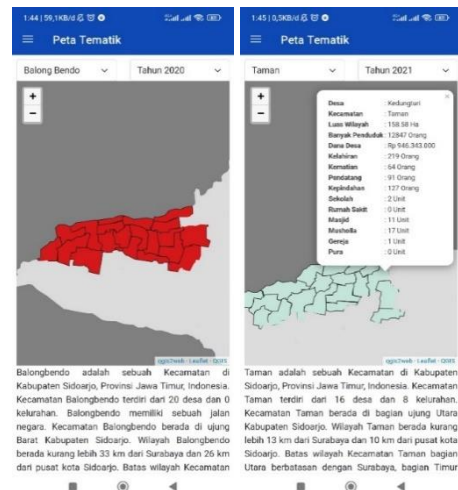 1:44 | 59,1KB/d
Peta Tematik
Balong Bendo
Tahun 2020
+
−
qgis2web · Leaflet · QGIS
Balongbendo adalah sebuah Kecamatan di
Kabupaten Sidoarjo, Provinsi Jawa Timur, Indonesia.
Kecamatan Balongbendo terdiri dari 20 desa dan 0
kelurahan. Balongbendo memiliki sebuah jalan
negara. Kecamatan Balongbendo berada di ujung
Barat Kabupaten Sidoarjo. Wilayah Balongbendo
berada kurang lebih 33 km dari Surabaya dan 26 km
dari pusat kota Sidoarjo. Batas wilayah Kecamatan
1:45 | 0,5KB/d
Peta Tematik
Taman
Tahun 2021
+
−
Desa : Kedungturi
Kecamatan : Taman
Luas Wilayah : 158.58 Ha
Banyak Penduduk : 12847 Orang
Dana Desa : Rp 946.343.000
Kelahiran : 219 Orang
Kematian : 64 Orang
Pendatang : 91 Orang
Kepindahan : 127 Orang
Sekolah : 2 Unit
Rumah Sakit : 0 Unit
Masjid : 11 Unit
Musholla : 17 Unit
Gereja : 1 Unit
Pura : 0 Unit
qgis2web · Leaflet · QGIS
Taman adalah sebuah Kecamatan di Kabupaten
Sidoarjo, Provinsi Jawa Timur, Indonesia. Kecamatan
Taman terdiri dari 16 desa dan 8 kelurahan.
Kecamatan Taman berada di bagian ujung Utara
Kabupaten Sidoarjo. Wilayah Taman berada kurang
lebih 13 km dari Surabaya dan 10 km dari pusat kota
Sidoarjo. Batas wilayah Kecamatan Taman bagian
Utara berbatasan dengan Surabaya, bagian Timur